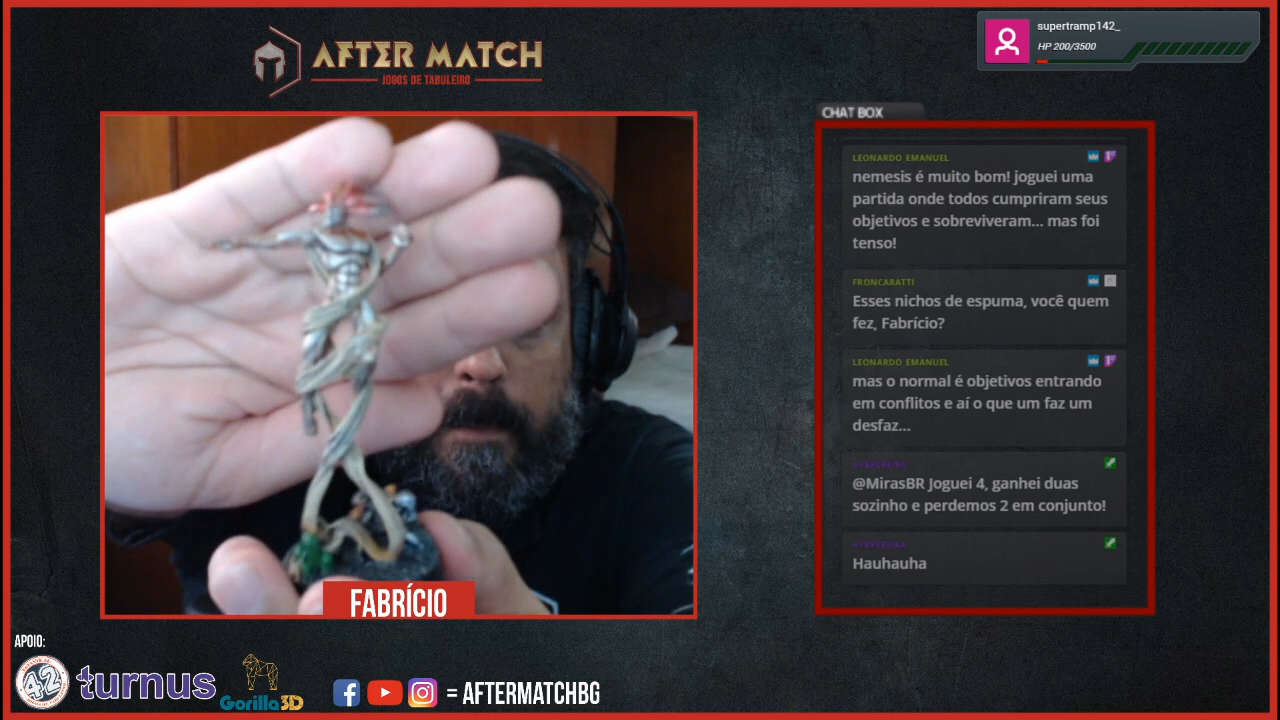 AFTER MATCH
JOGOS DE TABULEIRO
supertramp142_
HP 200/3500
CHAT BOX
LEONARDO EMANUEL
nemesis é muito bom! joguei uma
partida onde todos cumpriram seus
objetivos e sobreviveram... mas foi
tenso!
FRONCARATTI
Esses nichos de espuma, você quem
fez, Fabrício?
LEONARDO EMANUEL
mas o normal é objetivos entrando
em conflitos e aí o que um faz um
desfaz...
@MirasBR Joguei 4, ganhei duas
sozinho e perdemos 2 em conjunto!
Hauhauha
FABRÍCIO
APOIO:
42
turnus
Gorilla3D
= AFTERMATCHBG